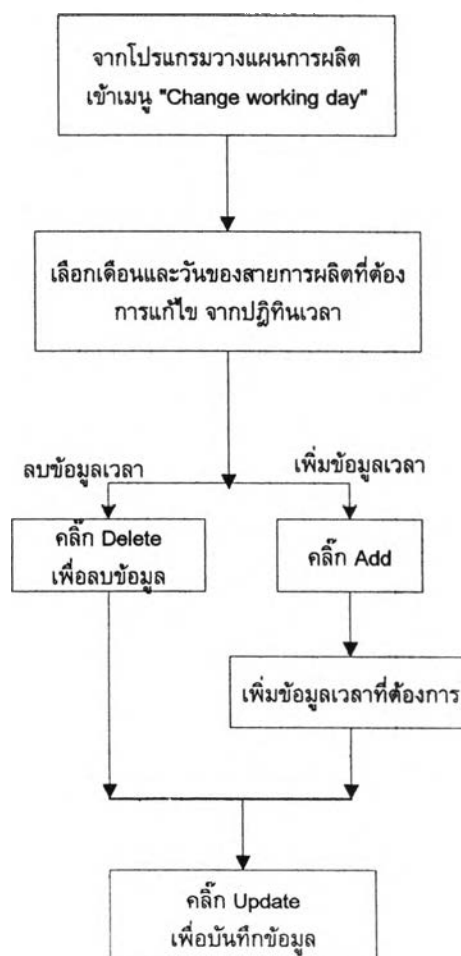 จากโปรแกรมวางแผนการผลิต
เข้าเมนู "Change working day"
เลือกเดือนและวันของสายการผลิตที่ต้อง
การแก้ไข จากปฎิทินเวลา
ลบข้อมูลเวลา
เพิ่มข้อมูลเวลา
คลิ๊ก Delete
เพื่อลบข้อมูล
คลิ๊ก Add
เพิ่มข้อมูลเวลาที่ต้องการ
คลิ๊ก Update
เพื่อบันทึกข้อมูล